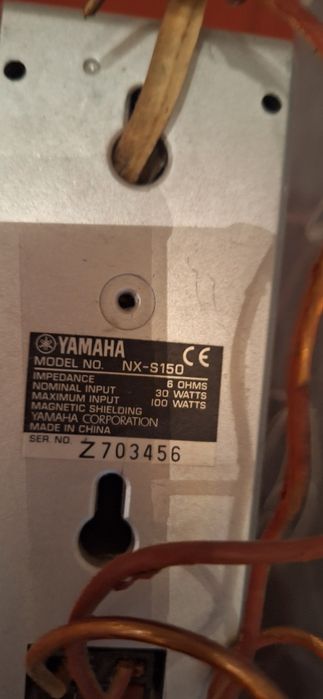 YAMAHA CE
MODEL NO. NX-S150
IMPEDANCE 6 OHMS
NOMINAL INPUT 30 WATTS
MAXIMUM INPUT 100 WATTS
MAGNETIC SHIELDING
YAMAHA CORPORATION
MADE IN CHINA
SER. NO. Z703456